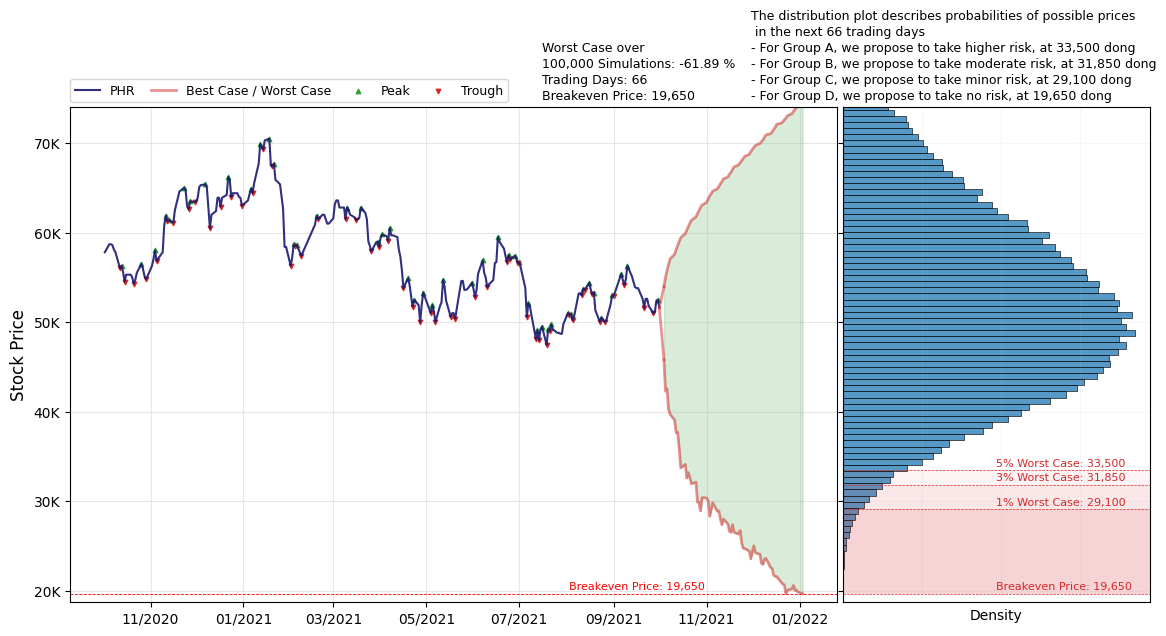 The distribution plot describes probabilities of possible prices
in the next 66 trading days
- For Group A, we propose to take higher risk, at 33,500 dong
- For Group B, we propose to take moderate risk, at 31,850 dong
- For Group C, we propose to take minor risk, at 29,100 dong
- For Group D, we propose to take no risk, at 19,650 dong
Worst Case over
100,000 Simulations: -61.89 %
Trading Days: 66
Breakeven Price: 19,650
PHR
Best Case / Worst Case
Peak
Trough
Stock Price
70K
60K
50K
40K
30K
20K
Breakeven Price: 19,650
11/2020
01/2021
03/2021
05/2021
07/2021
09/2021
11/2021
01/2022
5% Worst Case: 33,500
3% Worst Case: 31,850
1% Worst Case: 29,100
Breakeven Price: 19,650
Density